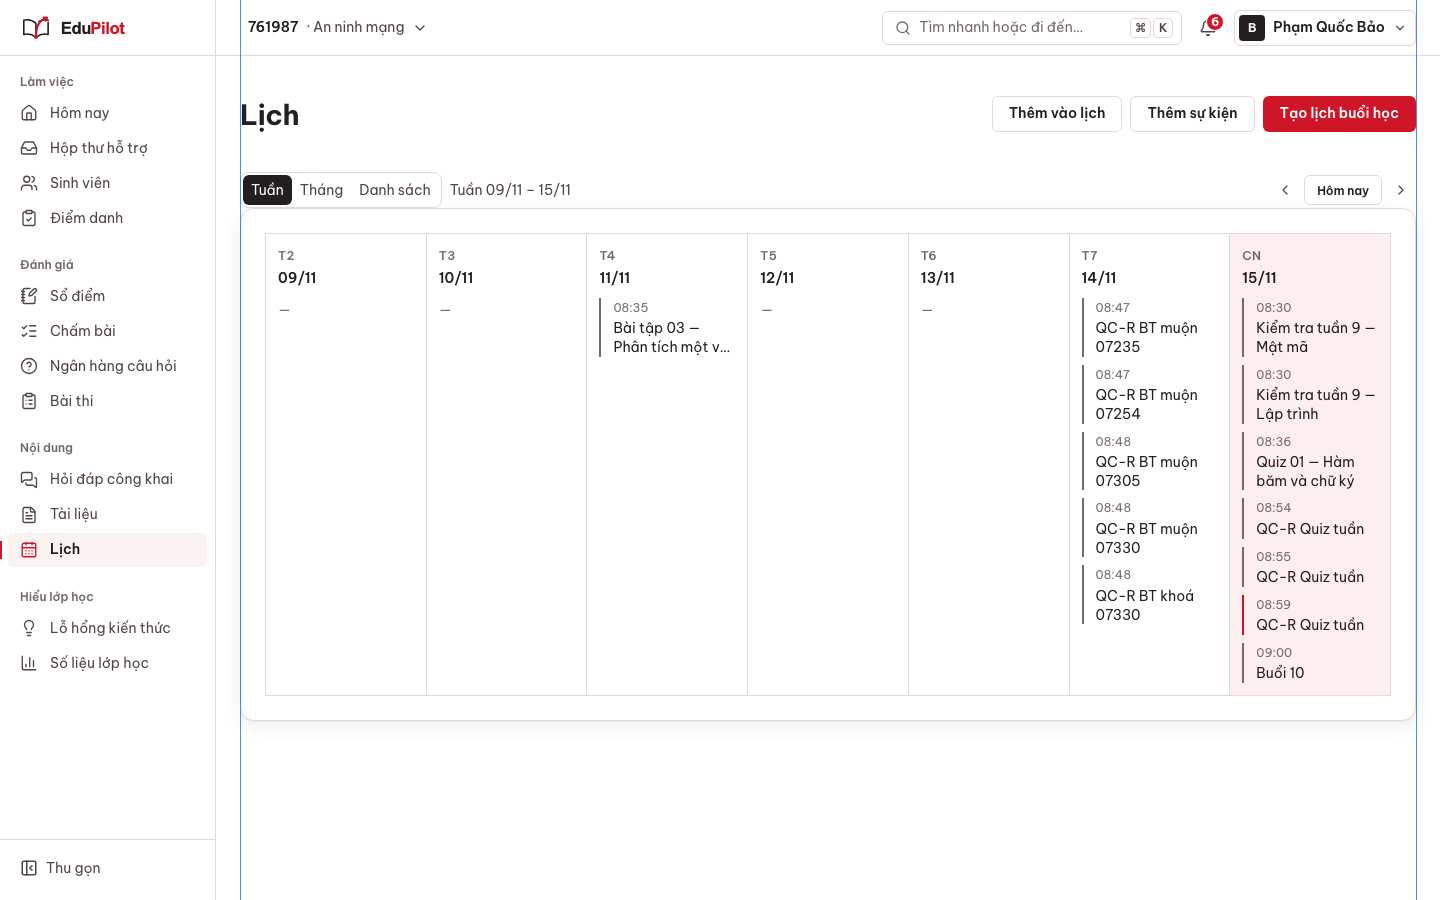 EduPilot
761987 · An ninh mạng
Tìm nhanh hoặc đi đến...
⌘ K
6
B Phạm Quốc Bảo
Làm việc
Hôm nay
Hộp thư hỗ trợ
Sinh viên
Điểm danh
Đánh giá
Sổ điểm
Chấm bài
Ngân hàng câu hỏi
Bài thi
Nội dung
Hỏi đáp công khai
Tài liệu
Lịch
Hiểu lớp học
Lỗ hổng kiến thức
Số liệu lớp học
Thu gọn
Lịch
Thêm vào lịch
Thêm sự kiện
Tạo lịch buổi học
Tuần Tháng Danh sách Tuần 09/11 – 15/11
Hôm nay
T2
09/11
—
T3
10/11
—
T4
11/11
08:35
Bài tập 03 —
Phân tích một v…
T5
12/11
—
T6
13/11
—
T7
14/11
08:47
QC-R BT muộn
07235
08:47
QC-R BT muộn
07254
08:48
QC-R BT muộn
07305
08:48
QC-R BT muộn
07330
08:48
QC-R BT khoá
07330
CN
15/11
08:30
Kiểm tra tuần 9 —
Mật mã
08:30
Kiểm tra tuần 9 —
Lập trình
08:36
Quiz 01 — Hàm
băm và chữ ký
08:54
QC-R Quiz tuần
08:55
QC-R Quiz tuần
08:59
QC-R Quiz tuần
09:00
Buổi 10